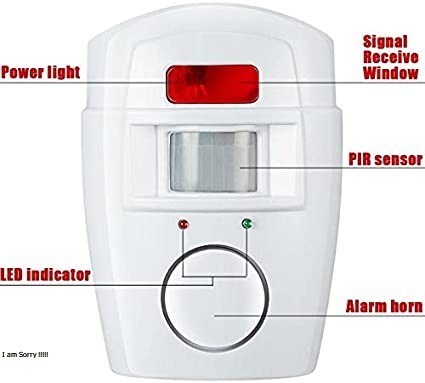 Signal
Receive
Window
Power light
PIR sensor
LED indicator
Alarm horn
I am Sorry !!!!!